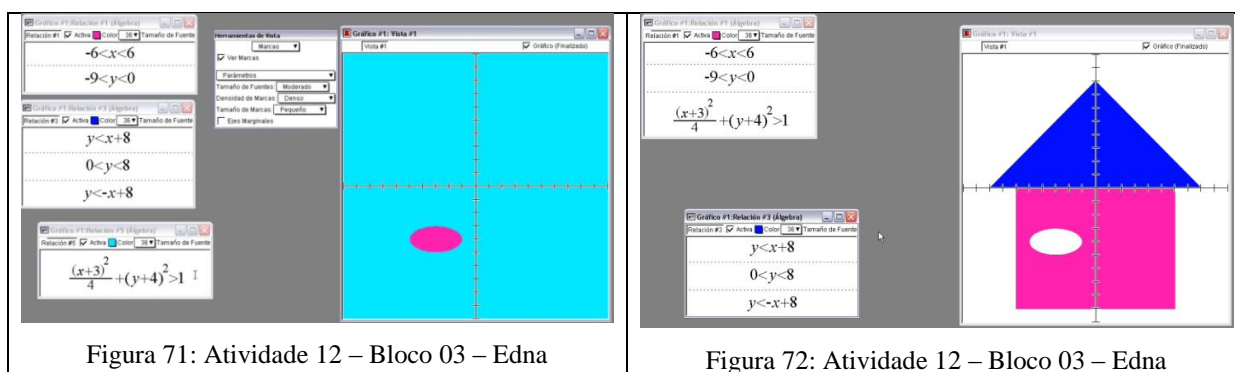 Gráfico #1:Relación #1 (Álgebra)
Relación #1 Activa Color 36 Tamaño de Fuente
-6<x<6
-9<y<0
Gráfico #1:Relación #3 (Álgebra)
Relación #3 Activa Color 36 Tamaño de Fuente
y<x+8
0<y<8
y<-x+8
Gráfico #1:Relación #5 (Álgebra)
Relación #5 Activa Color 36 Tamaño de Fuente
(x+3)²/4+(y+4)²>1
Herramientas de Vista
Marcas
Ver Marcas
Parámetros
Tamaño de Fuentes: Moderado
Densidad de Marcas: Denso
Tamaño de Marcas: Pequeño
Ejes Marginales
Gráfico #1: Vista #1
Vista #1 Gráfico (Finalizado)
Figura 71: Atividade 12 – Bloco 03 – Edna
Gráfico #1:Relación #1 (Álgebra)
Relación #1 Activa Color 36 Tamaño de Fuente
-6<x<6
-9<y<0
(x+3)²/4+(y+4)²>1
Gráfico #1:Relación #3 (Álgebra)
Relación #3 Activa Color 36 Tamaño de Fuente
y<x+8
0<y<8
y<-x+8
Gráfico #1: Vista #1
Vista #1 Gráfico (Finalizado)
Figura 72: Atividade 12 – Bloco 03 – Edna